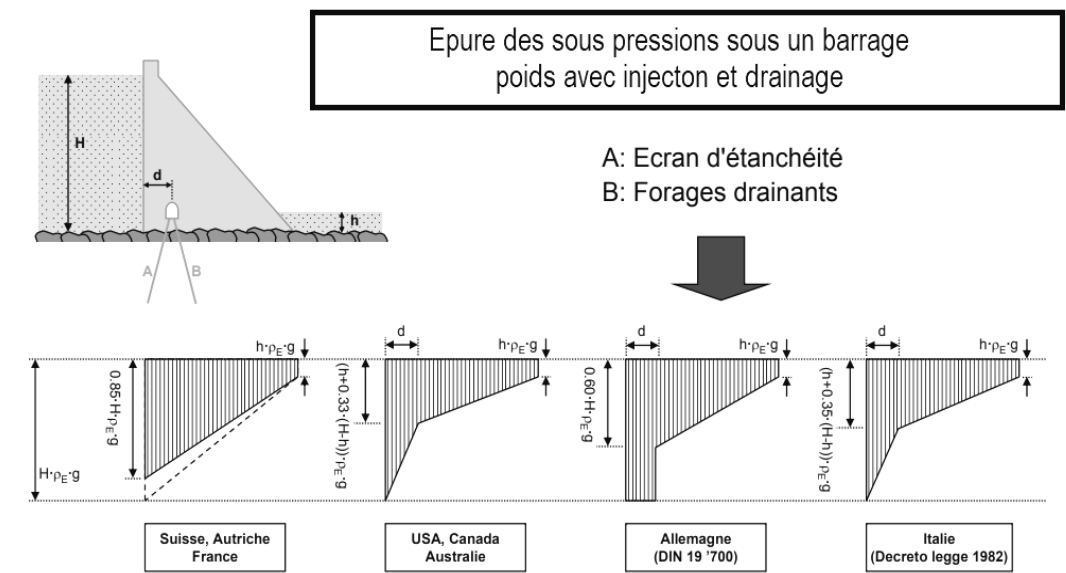 Epure des sous pressions sous un barrage
poids avec injecton et drainage
H
d
h
A
B
A: Ecran d'étanchéité
B: Forages drainants
h·ρE·g
0.85·H·ρE·g
H·ρE·g
d
h·ρE·g
(h+0.33·(H-h))·ρE·g
d
h·ρE·g
0.60·H·ρE·g
d
h·ρE·g
(h+0.35·(H-h))·ρE·g
Suisse, Autriche
France
USA, Canada
Australie
Allemagne
(DIN 19 '700)
Italie
(Decreto legge 1982)